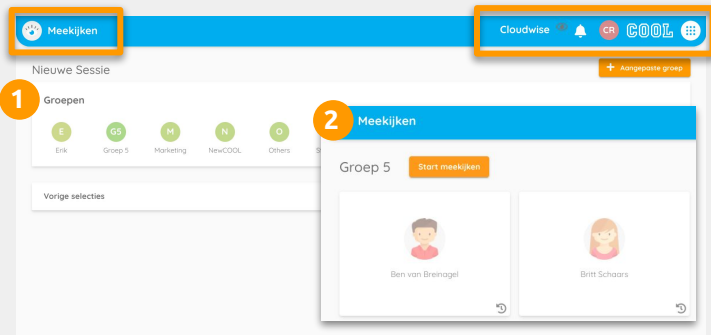 Meekijken
Cloudwise CR COOL
Nieuwe Sessie
+ Aangepaste groep
1
Groepen
E G5 M N O
Erik Groep 5 Marketing NewCOOL Others
Vorige selecties
2
Meekijken
Groep 5 Start meekijken
Ben van Breinagel Britt Schaars